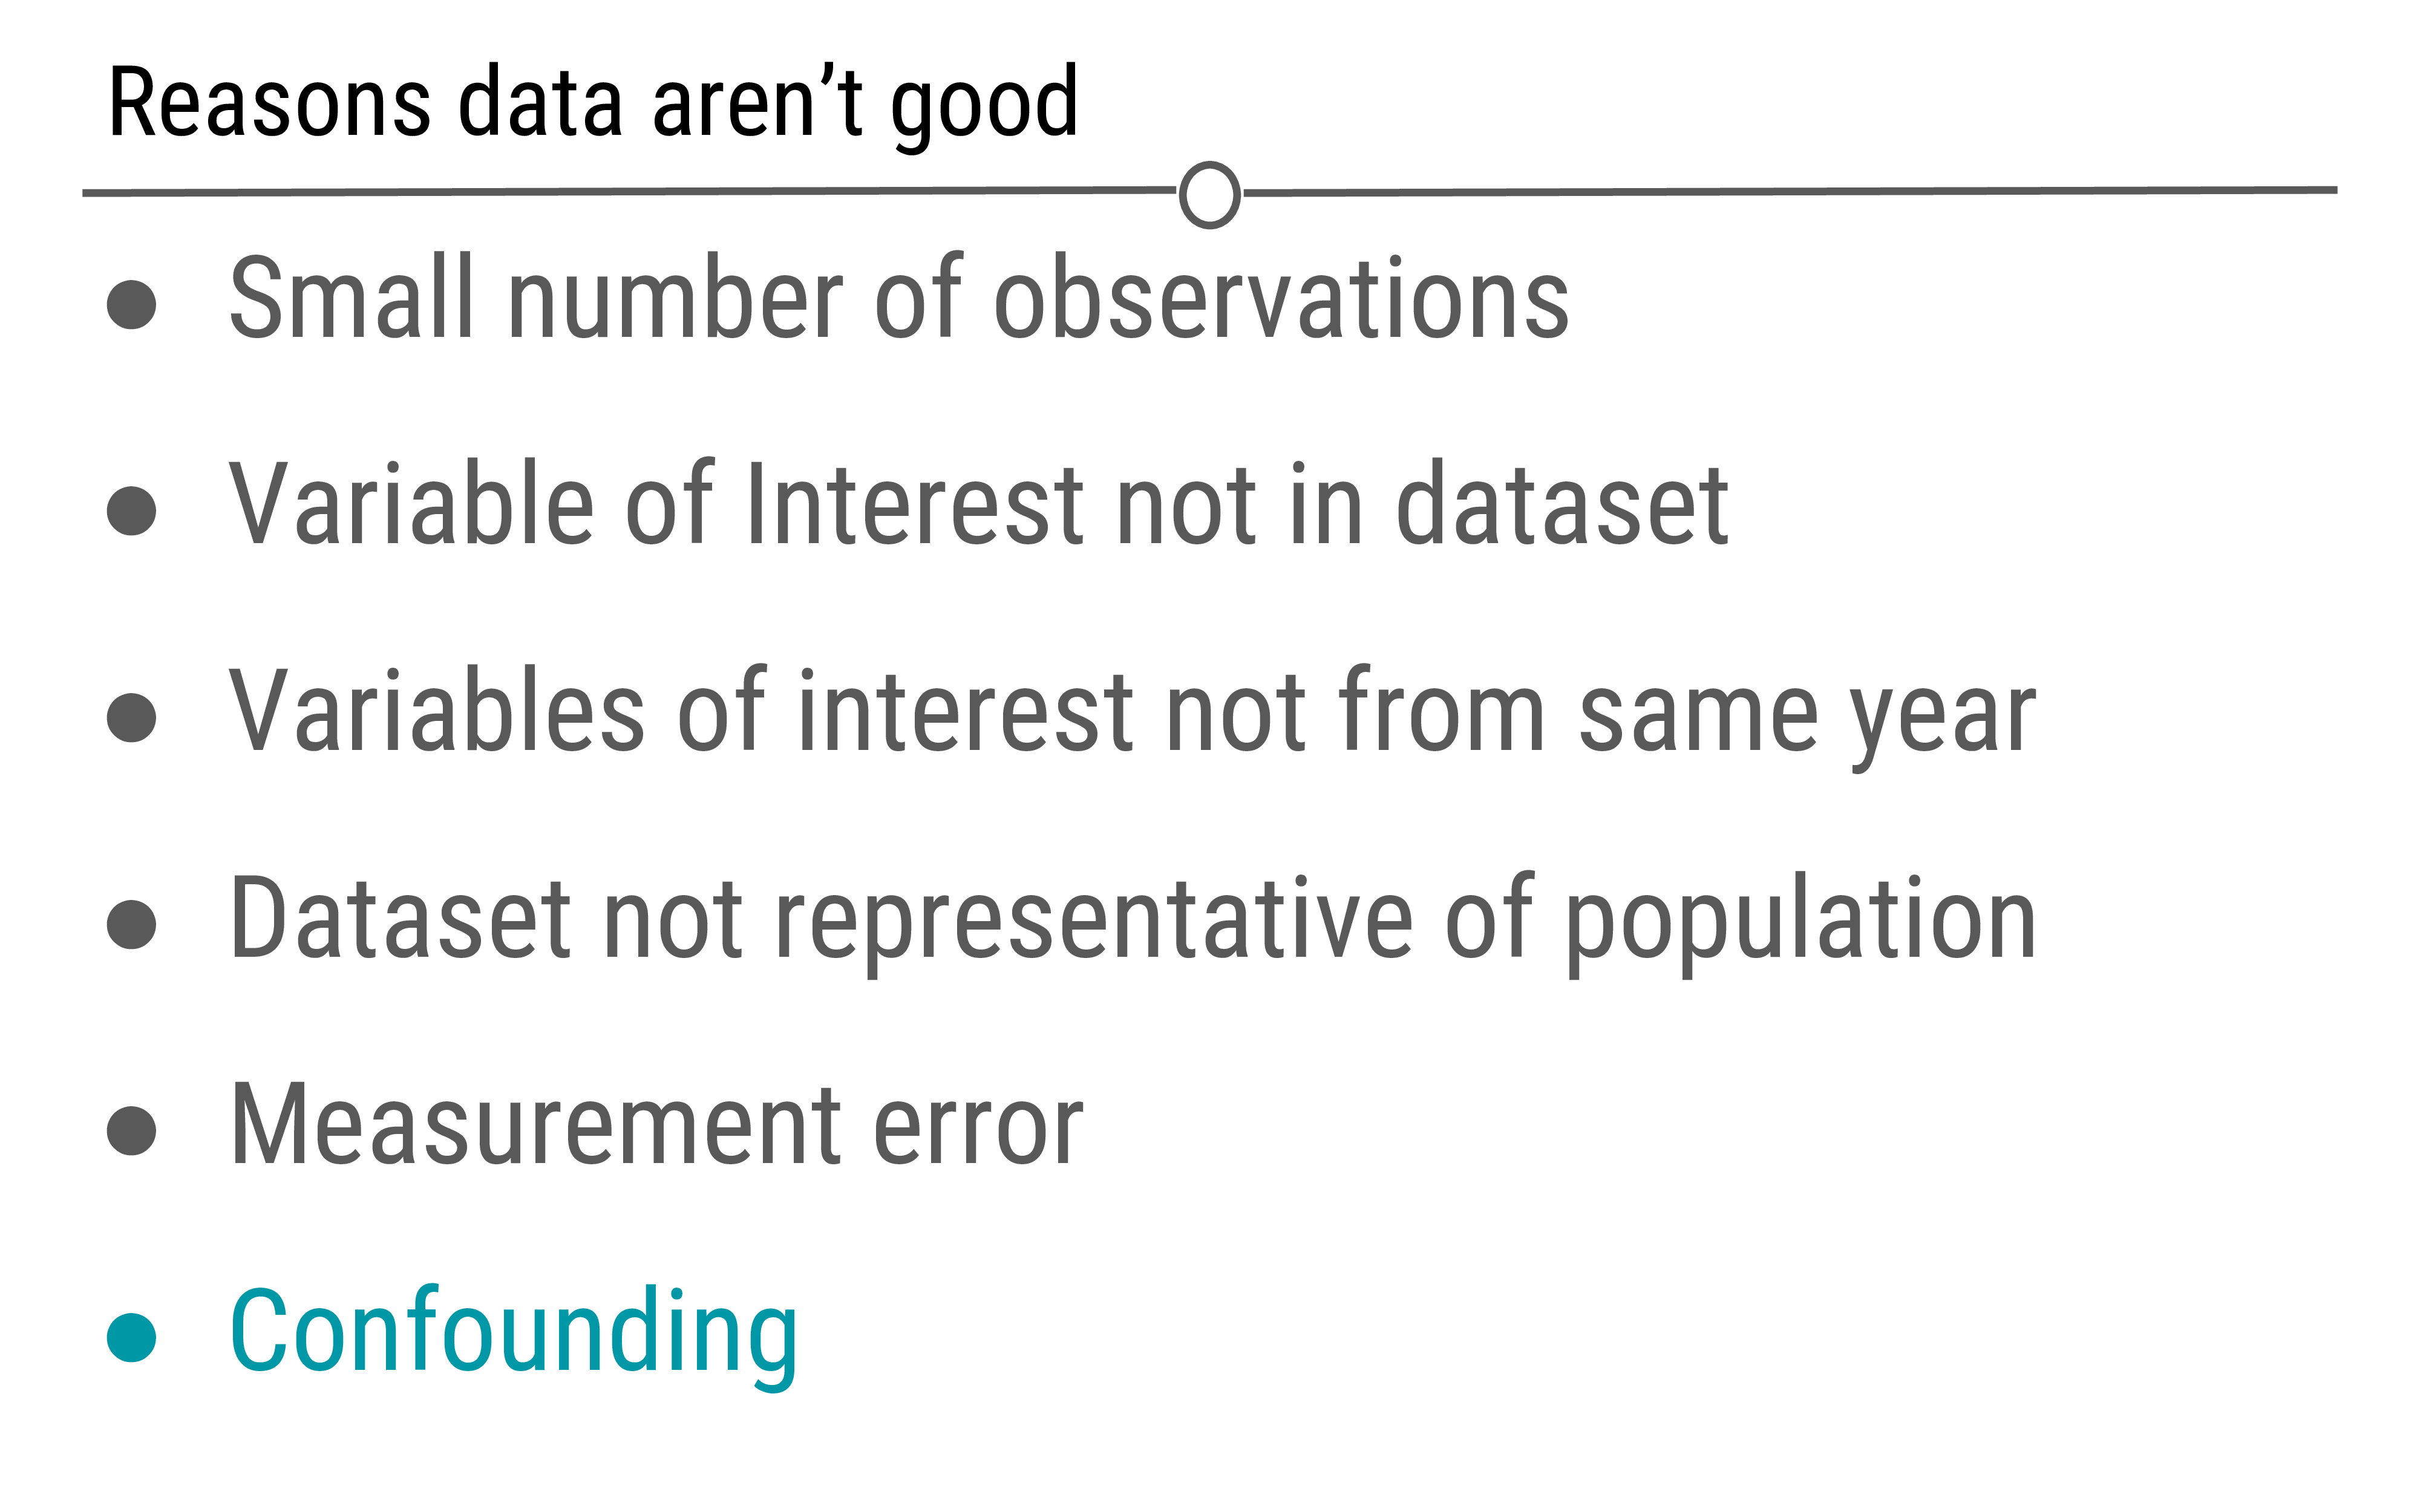 Reasons data aren’t good
● Small number of observations
● Variable of Interest not in dataset
● Variables of interest not from same year
● Dataset not representative of population
● Measurement error
● Confounding